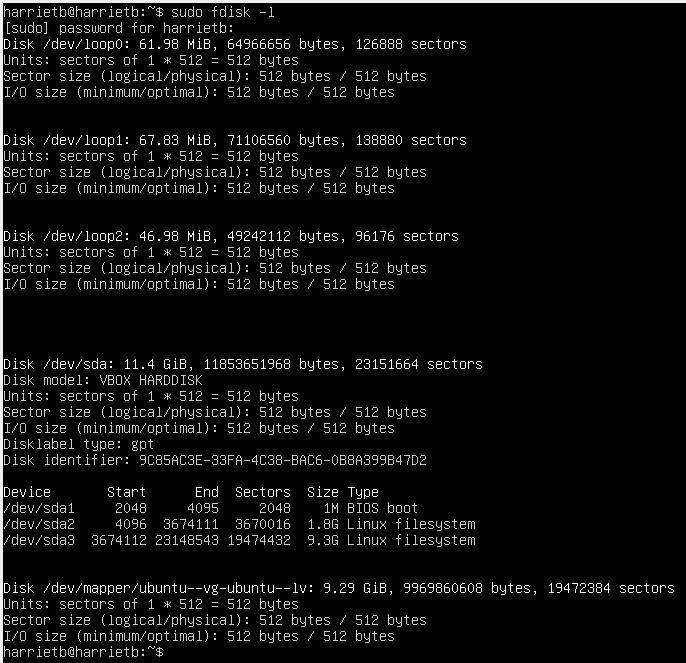 harrietb@harrietb:~$ sudo fdisk -l
[sudo] password for harrietb:
Disk /dev/loop0: 61.98 MiB, 64966656 bytes, 126888 sectors
Units: sectors of 1 * 512 = 512 bytes
Sector size (logical/physical): 512 bytes / 512 bytes
I/O size (minimum/optimal): 512 bytes / 512 bytes
Disk /dev/loop1: 67.83 MiB, 71106560 bytes, 138880 sectors
Units: sectors of 1 * 512 = 512 bytes
Sector size (logical/physical): 512 bytes / 512 bytes
I/O size (minimum/optimal): 512 bytes / 512 bytes
Disk /dev/loop2: 46.98 MiB, 49242112 bytes, 96176 sectors
Units: sectors of 1 * 512 = 512 bytes
Sector size (logical/physical): 512 bytes / 512 bytes
I/O size (minimum/optimal): 512 bytes / 512 bytes
Disk /dev/sda: 11.4 GiB, 11853651968 bytes, 23151664 sectors
Disk model: VBOX HARDDISK
Units: sectors of 1 * 512 = 512 bytes
Sector size (logical/physical): 512 bytes / 512 bytes
I/O size (minimum/optimal): 512 bytes / 512 bytes
Disklabel type: gpt
Disk identifier: 9C85AC3E-33FA-4C38-BAC6-0B8A399B47D2
Device Start End Sectors Size Type
/dev/sda1 2048 4095 2048 1M BIOS boot
/dev/sda2 4096 3674111 3670016 1.8G Linux filesystem
/dev/sda3 3674112 23148543 19474432 9.3G Linux filesystem
Disk /dev/mapper/ubuntu--vg-ubuntu--lv: 9.29 GiB, 9969860608 bytes, 19472384 sectors
Units: sectors of 1 * 512 = 512 bytes
Sector size (logical/physical): 512 bytes / 512 bytes
I/O size (minimum/optimal): 512 bytes / 512 bytes
harrietb@harrietb:~$